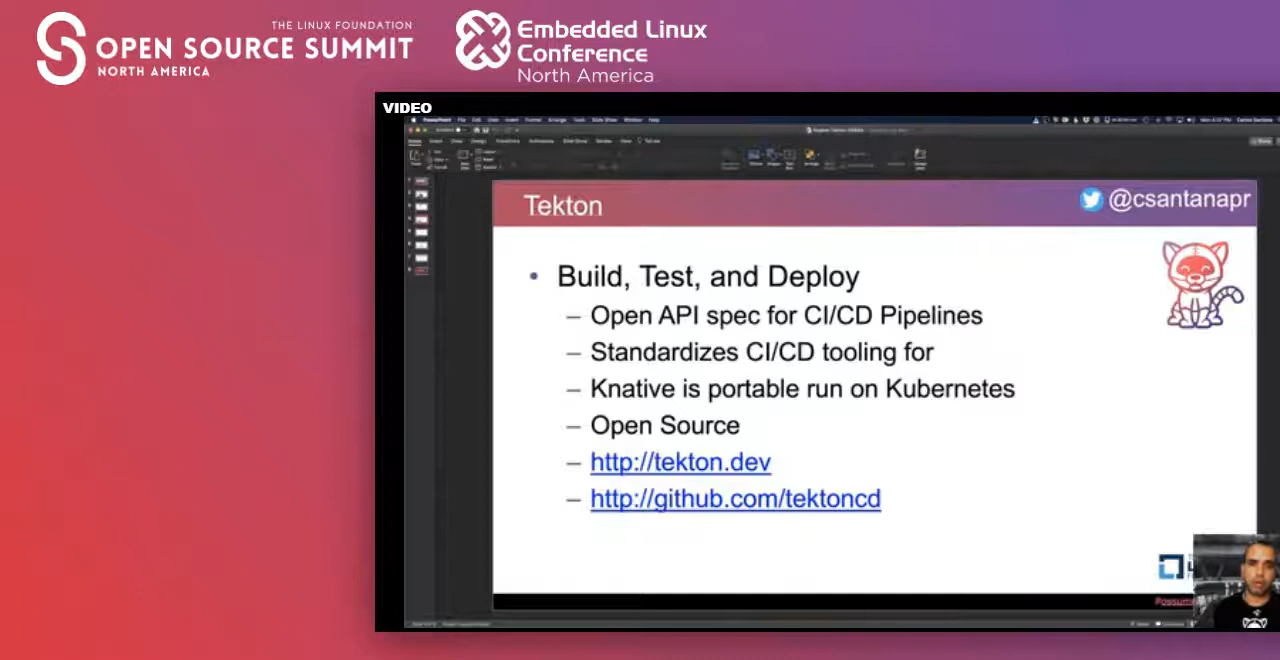 THE LINUX FOUNDATION
OPEN SOURCE SUMMIT
NORTH AMERICA
Embedded Linux
Conference
North America
VIDEO
Tekton
@csantanapr
• Build, Test, and Deploy
– Open API spec for CI/CD Pipelines
– Standardizes CI/CD tooling for
– Knative is portable run on Kubernetes
– Open Source
– http://tekton.dev
– http://github.com/tektoncd